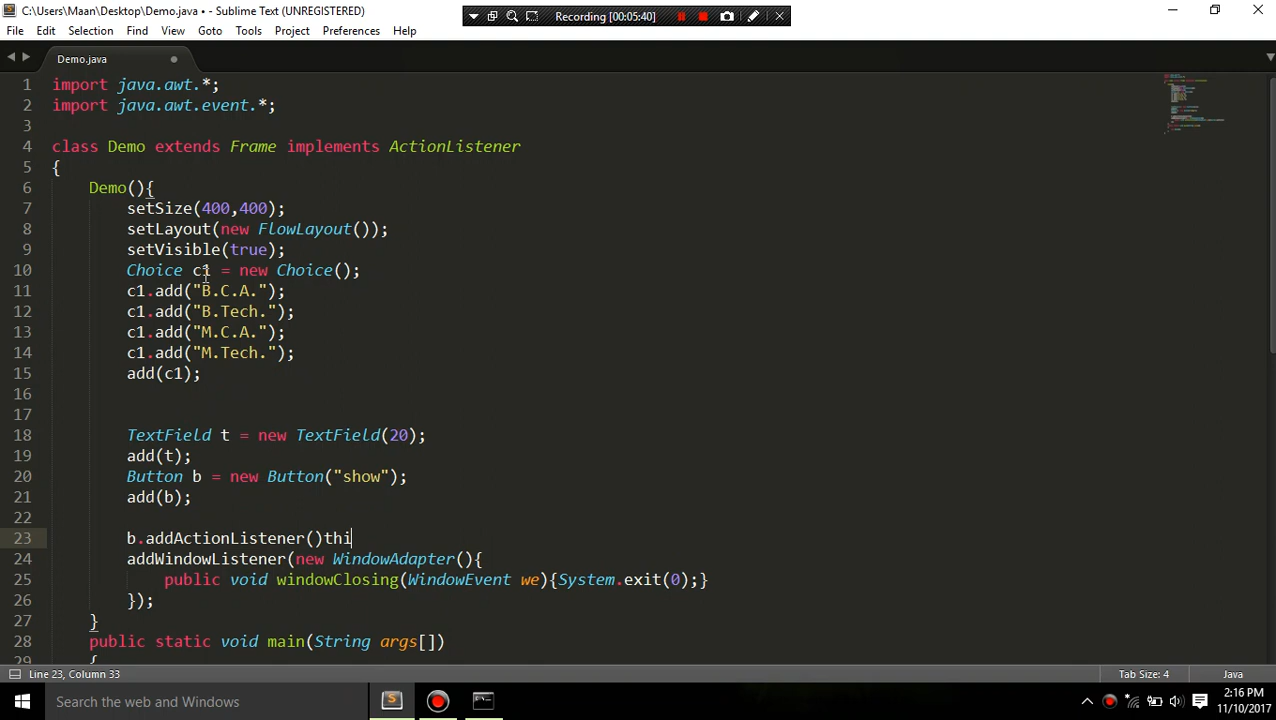 C:\Users\Maan\Desktop\Demo.java • - Sublime Text (UNREGISTERED)
Recording [00:05:40]
File Edit Selection Find View Goto Tools Project Preferences Help
Demo.java
1 import java.awt.*;
2 import java.awt.event.*;
3
4 class Demo extends Frame implements ActionListener
5 {
6 Demo(){
7 setSize(400,400);
8 setLayout(new FlowLayout());
9 setVisible(true);
10 Choice c1 = new Choice();
11 c1.add("B.C.A.");
12 c1.add("B.Tech.");
13 c1.add("M.C.A.");
14 c1.add("M.Tech.");
15 add(c1);
16
17
18 TextField t = new TextField(20);
19 add(t);
20 Button b = new Button("show");
21 add(b);
22
23 b.addActionListener()thi
24 addWindowListener(new WindowAdapter(){
25 public void windowClosing(WindowEvent we){System.exit(0);}
26 });
27 }
28 public static void main(String args[])
29 {
Line 23, Column 33 Tab Size: 4 Java
Search the web and Windows
2:16 PM
11/10/2017